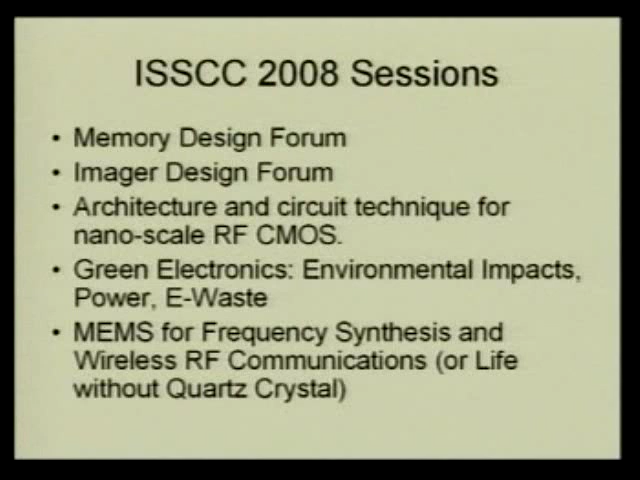 ISSCC 2008 Sessions
• Memory Design Forum
• Imager Design Forum
• Architecture and circuit technique for
nano-scale RF CMOS.
• Green Electronics: Environmental Impacts,
Power, E-Waste
• MEMS for Frequency Synthesis and
Wireless RF Communications (or Life
without Quartz Crystal)